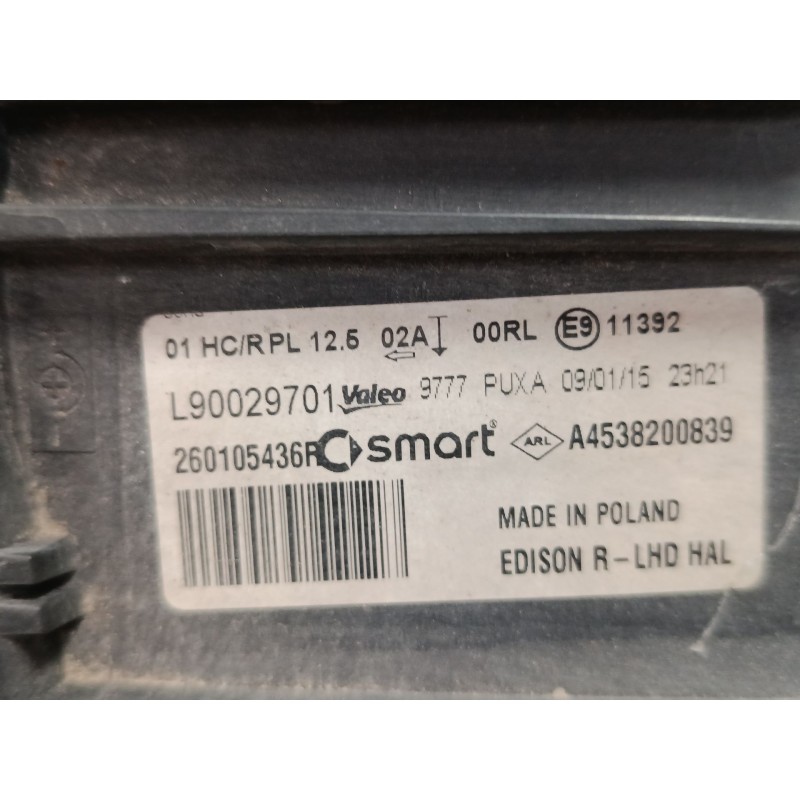 01 HC/R PL 12.5 02A 00RL E9 11392
L90029701 Valeo 9777 PUXA 09/01/15 23h21
260105436R smart® ARL A4538200839
MADE IN POLAND
EDISON R-LHD HAL